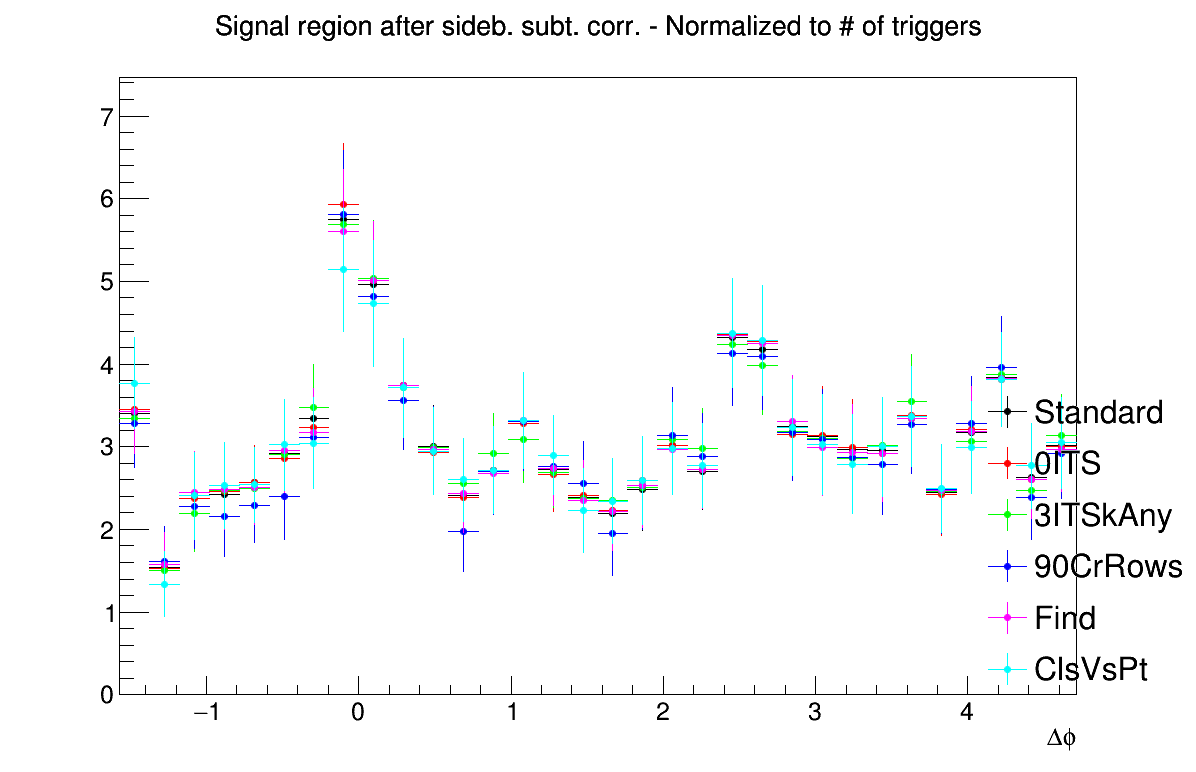 Signal region after sideb. subt. corr. - Normalized to # of triggers
7
6
5
4
3
2
1
0
−1 0 1 2 3 4
Δϕ
Standard
0ITS
3ITSkAny
90CrRows
Find
ClsVsPt